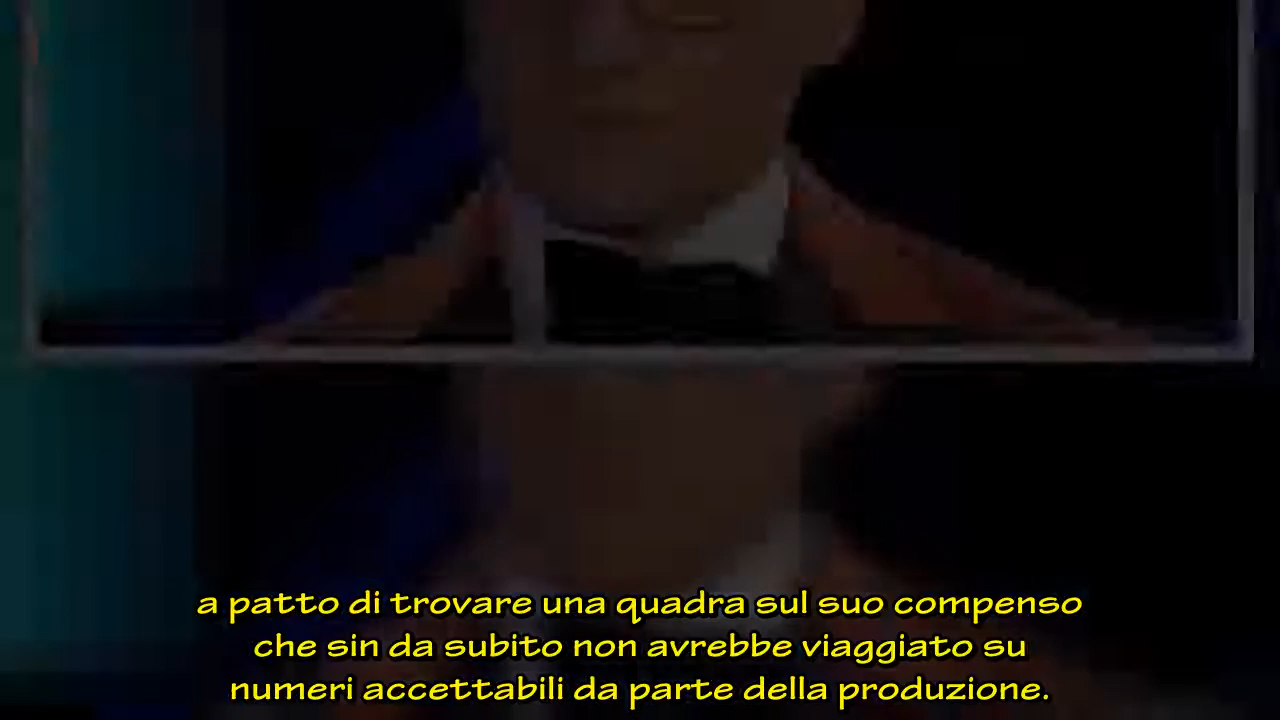 a patto di trovare una quadra sul suo compenso
che sin da subito non avrebbe viaggiato su
numeri accettabili da parte della produzione.